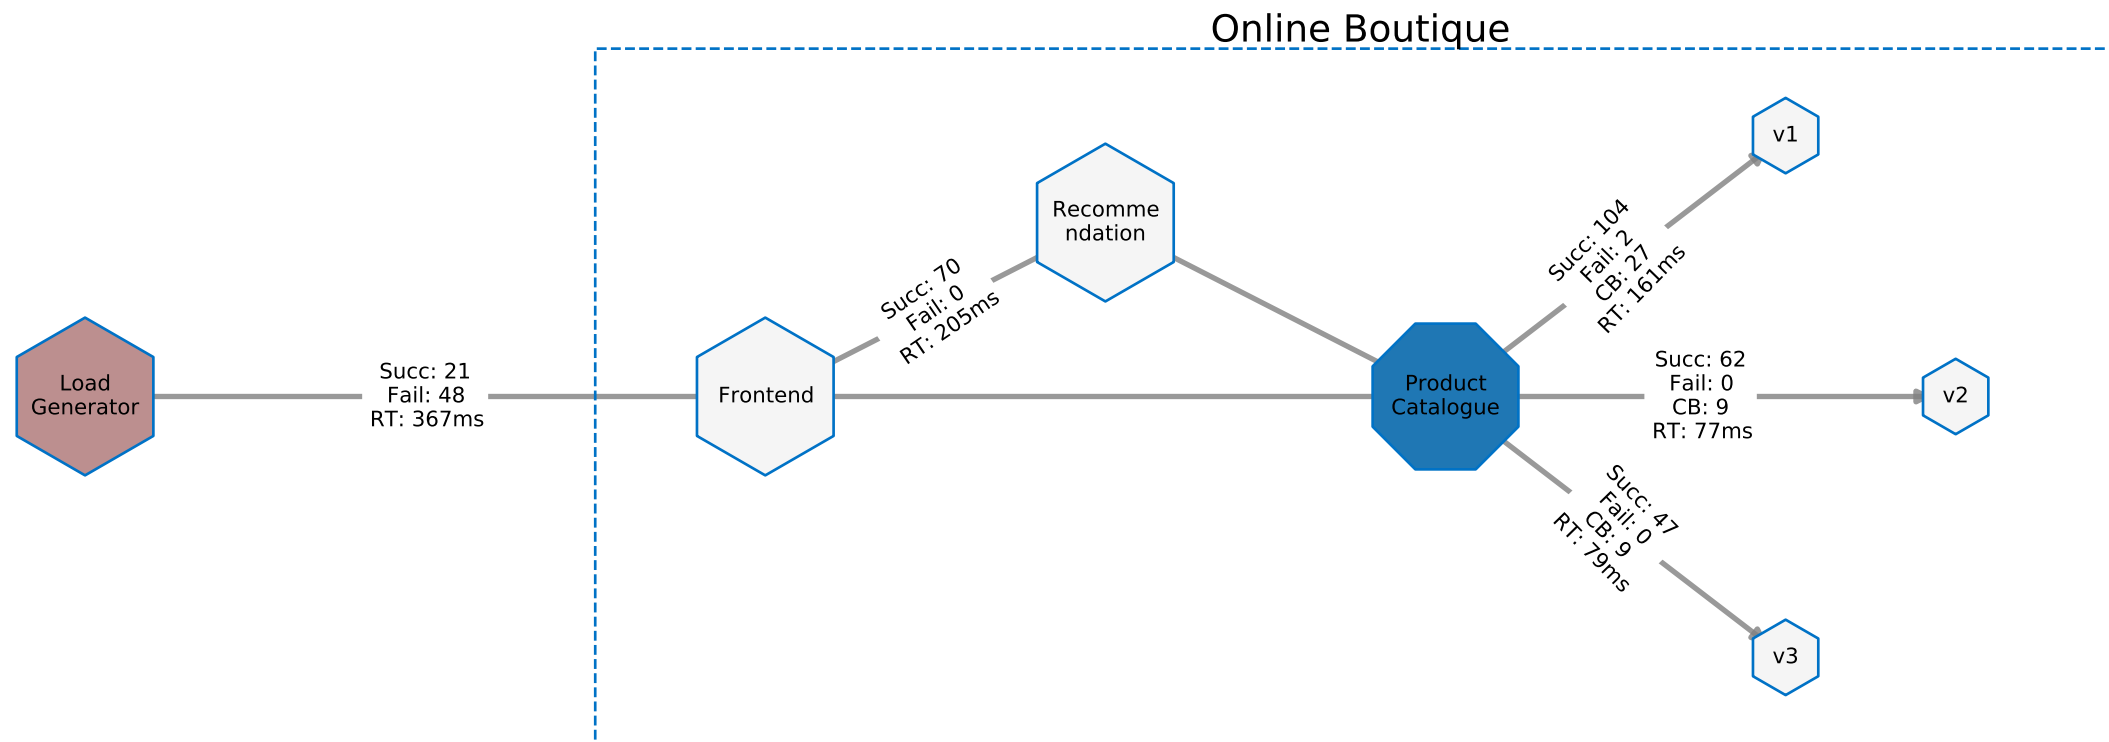 Online Boutique
Load
Generator
Succ: 21
Fail: 48
RT: 367ms
Frontend
Succ: 70
Fail: 0
RT: 205ms
Recomme
ndation
Product
Catalogue
Succ: 104
Fail: 2
CB: 27
RT: 161ms
v1
Succ: 62
Fail: 0
CB: 9
RT: 77ms
v2
Succ: 47
Fail: 0
CB: 9
RT: 79ms
v3